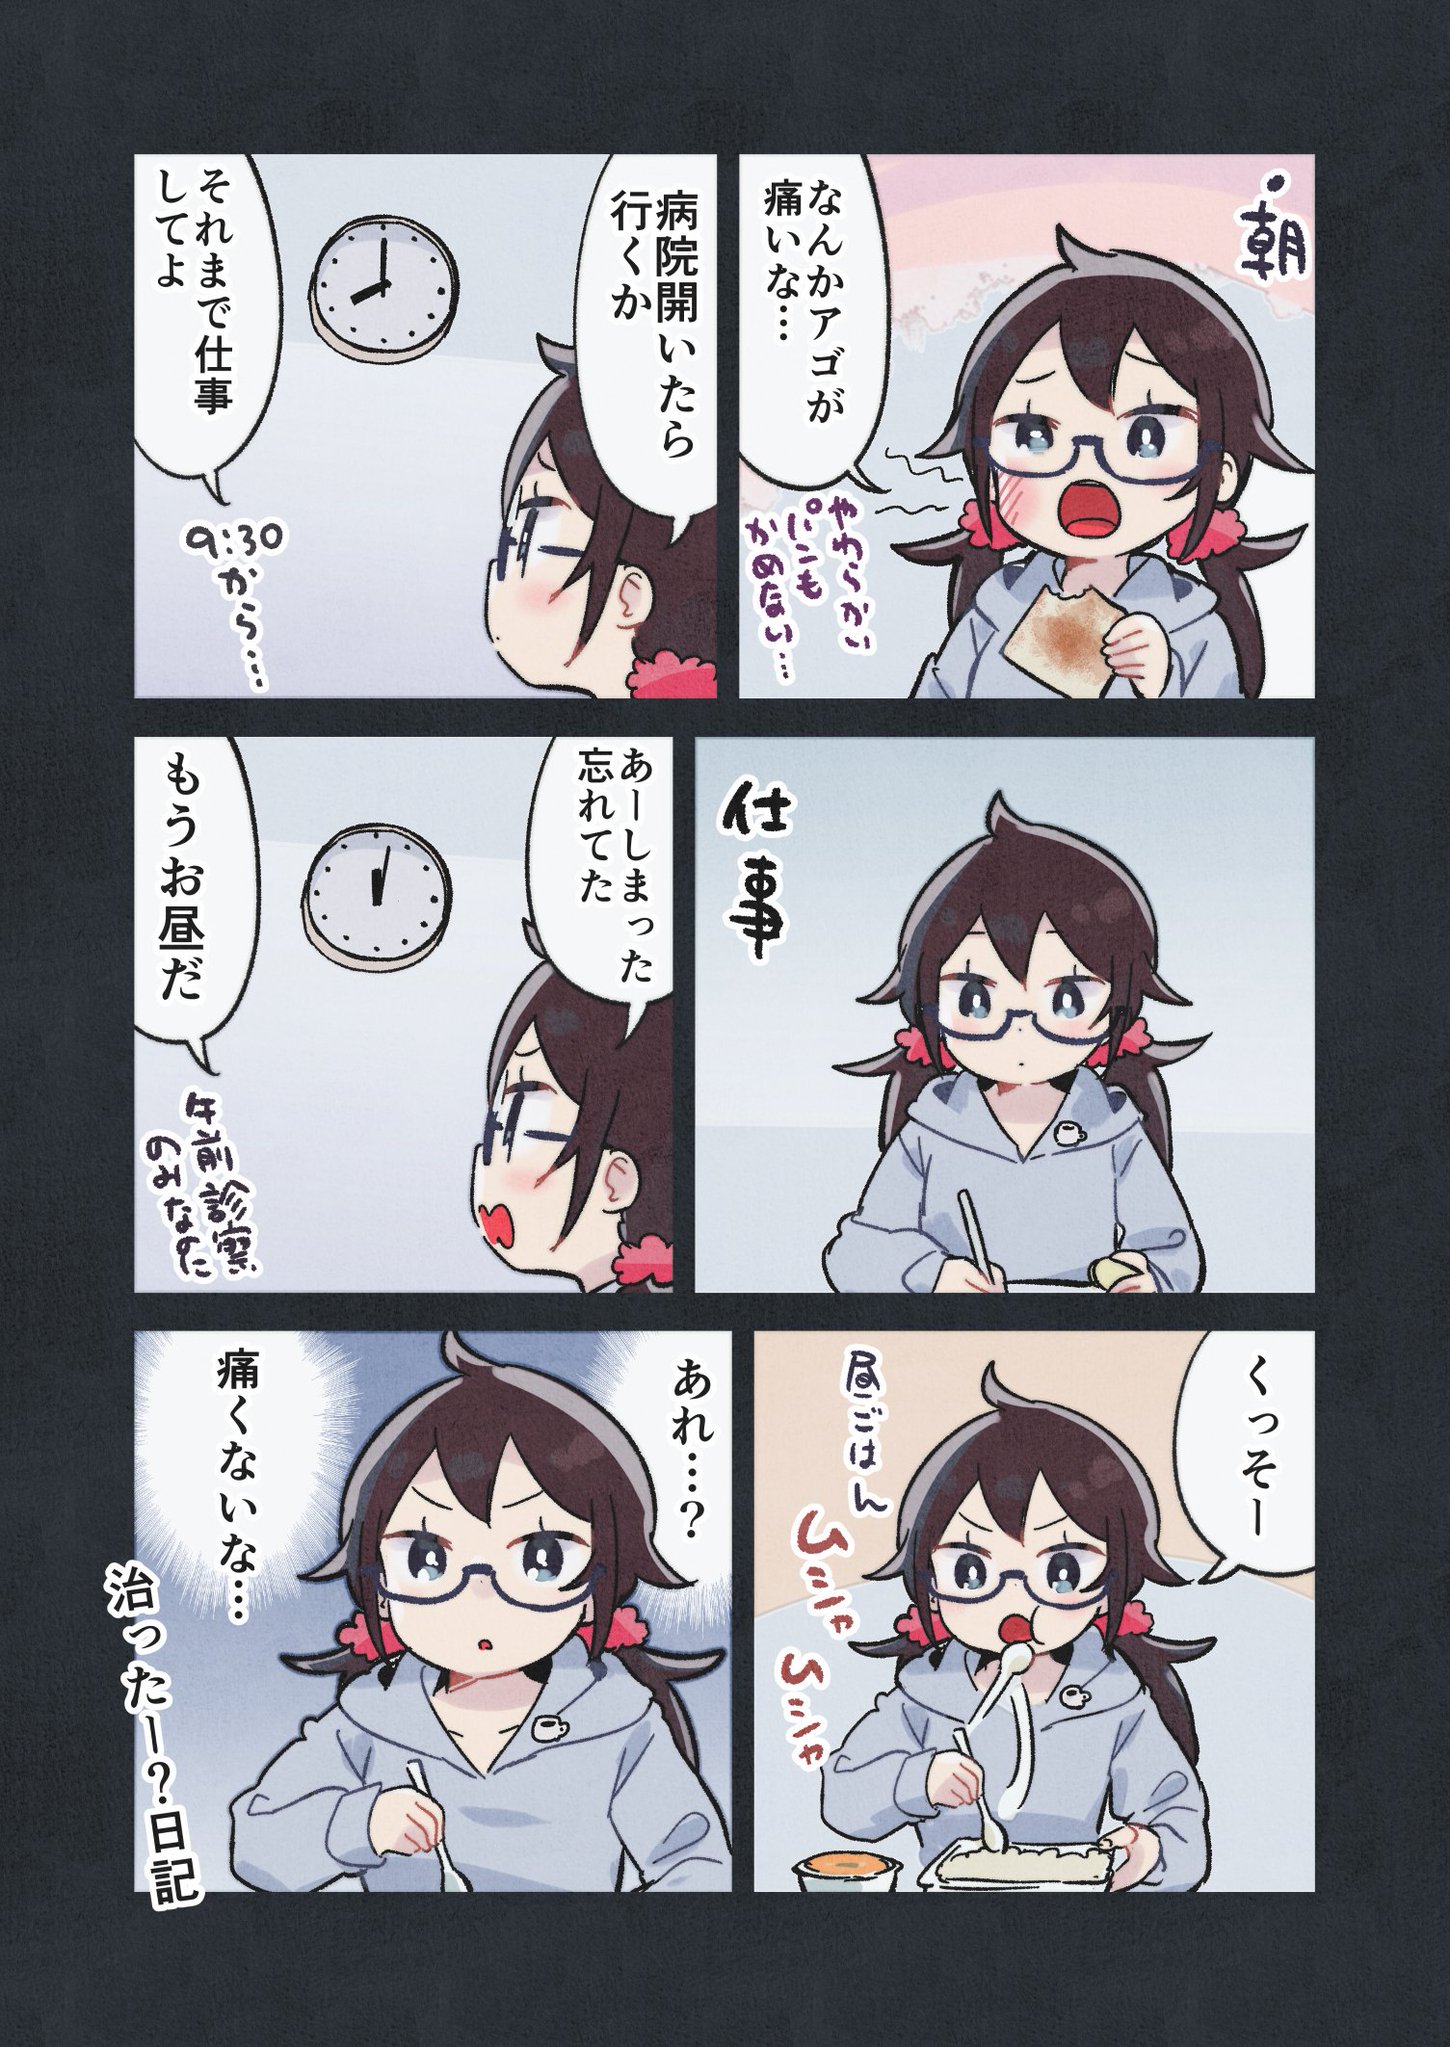 ・朝
なんかアゴが
痛いな…
やわらかい
パンも
かめない…
病院開いたら
行くか
それまで仕事
してよ
9:30
から…
仕事
あーしまった
忘れてた
もうお昼だ
午前診察
のみなのに
くっそー
昼ごはん
ムシャ
ムシャ
あれ…?
痛くないな…
治ったー?日記